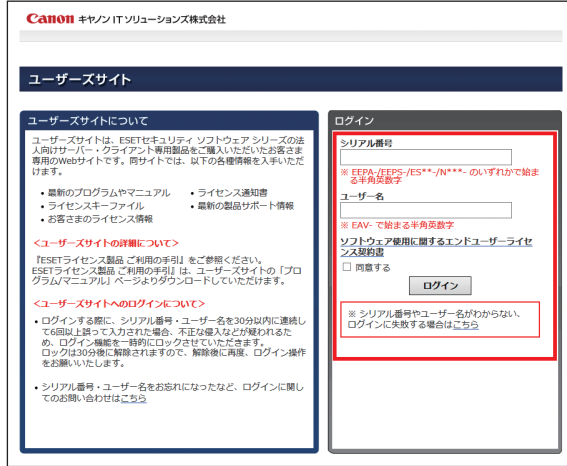 Canon キヤノン ITソリューションズ株式会社
ユーザーズサイト
ユーザーズサイトについて
ユーザーズサイトは、ESETセキュリティ ソフトウェア シリーズの法
人向けサーバー・クライアント専用製品をご購入いただいたお客さま
専用のWebサイトです。同サイトでは、以下の各種情報を入手いただ
けます。
• 最新のプログラムやマニュアル
• ライセンス通知書
• ライセンスキーファイル
• 最新の製品サポート情報
• お客さまのライセンス情報
<ユーザーズサイトの詳細について>
『ESETライセンス製品 ご利用の手引』をご参照ください。
ESETライセンス製品 ご利用の手引』は、ユーザーズサイトの「プロ
グラム/マニュアル」ページよりダウンロードしていただけます。
<ユーザーズサイトへのログインについて>
• ログインする際に、シリアル番号・ユーザー名を30分以内に連続し
て6回以上誤って入力された場合、不正な侵入などが疑われるた
め、ログイン機能を一時的にロックさせていただきます。
ロックは30分後に解除されますので、解除後に再度、ログイン操作
をお願いいたします。
• シリアル番号・ユーザー名をお忘れになったなど、ログインに関し
てのお問い合わせはこちら
ログイン
シリアル番号
※ EEPA-/EEPS-/ES**-/N***- のいずれかで始ま
る半角英数字
ユーザー名
※ EAV- で始まる半角英数字
ソフトウェア使用に関するエンドユーザーライセ
ンス契約書
同意する
ログイン
※ シリアル番号やユーザー名がわからない、
ログインに失敗する場合はこちら